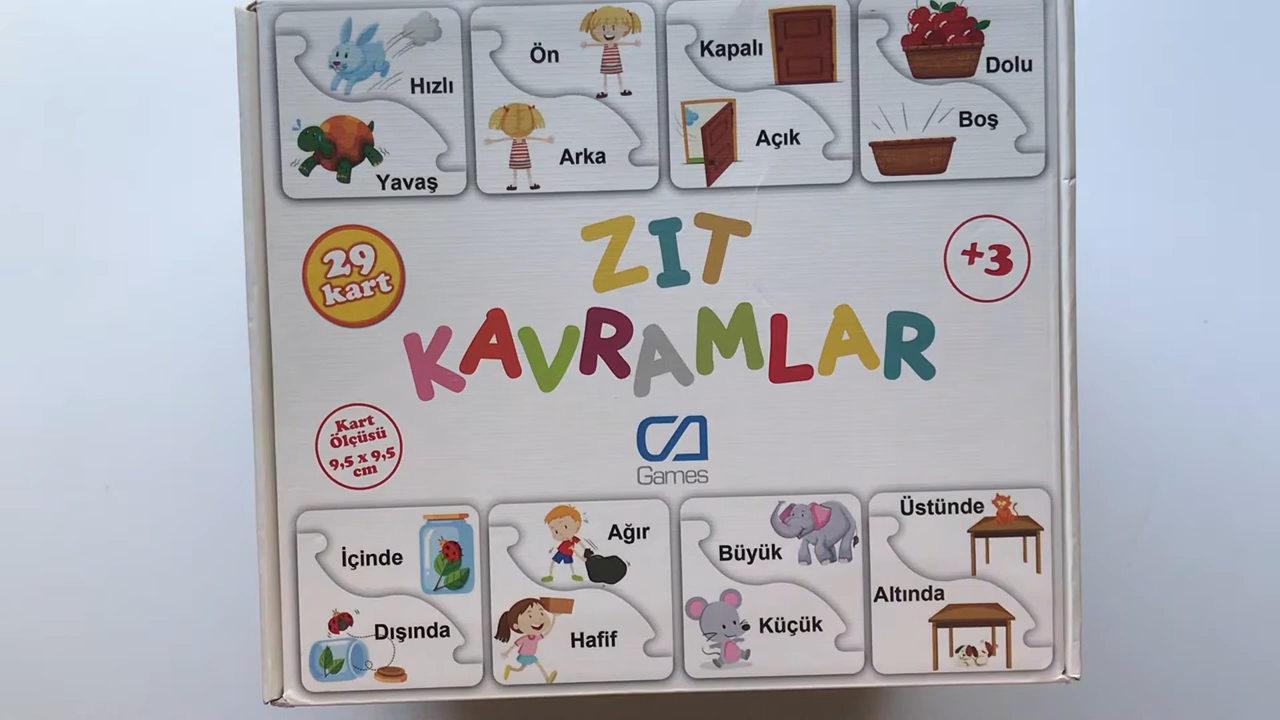 Hızlı
Yavaş
Ön
Arka
Kapalı
Açık
Dolu
Boş
29
kart
ZIT
KAVRAMLAR
+3
Kart
Ölçüsü
9,5 x 9,5
cm
CA
Games
İçinde
Dışında
Ağır
Hafif
Büyük
Küçük
Üstünde
Altında